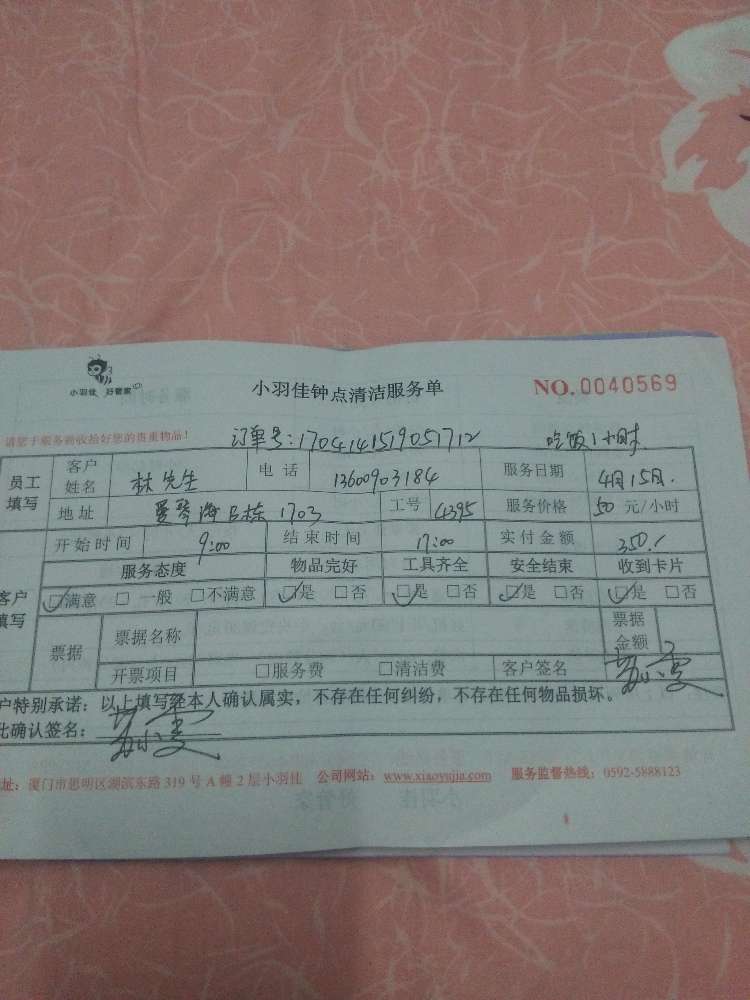 小羽佳 好管家
小羽佳钟点清洁服务单 NO.0040569
请您于服务前收拾好您的贵重物品! 订单号:1704141519051712 吃饭1小时
员工填写 客户姓名 林先生 电话 13600903184 服务日期 4月15日.
地址 曼琴海B栋 1703 工号 4395 服务价格 50 元/小时
开始时间 9:00 结束时间 17:00 实付金额 350.
客户填写 服务态度 物品完好 工具齐全 安全结束 收到卡片
☑满意 □一般 □不满意 ☑是 □否 ☑是 □否 ☑是 □否 ☑是 □否
票据 票据名称 票据金额
开票项目 □服务费 □清洁费 客户签名
户特别承诺:以上填写经本人确认属实,不存在任何纠纷,不存在任何物品损坏。
此确认签名:
址:厦门市思明区湖滨东路 319 号 A 幢 2 层小羽佳 公司网站:www.xiaoyujia.com 服务监督热线:0592-5888123